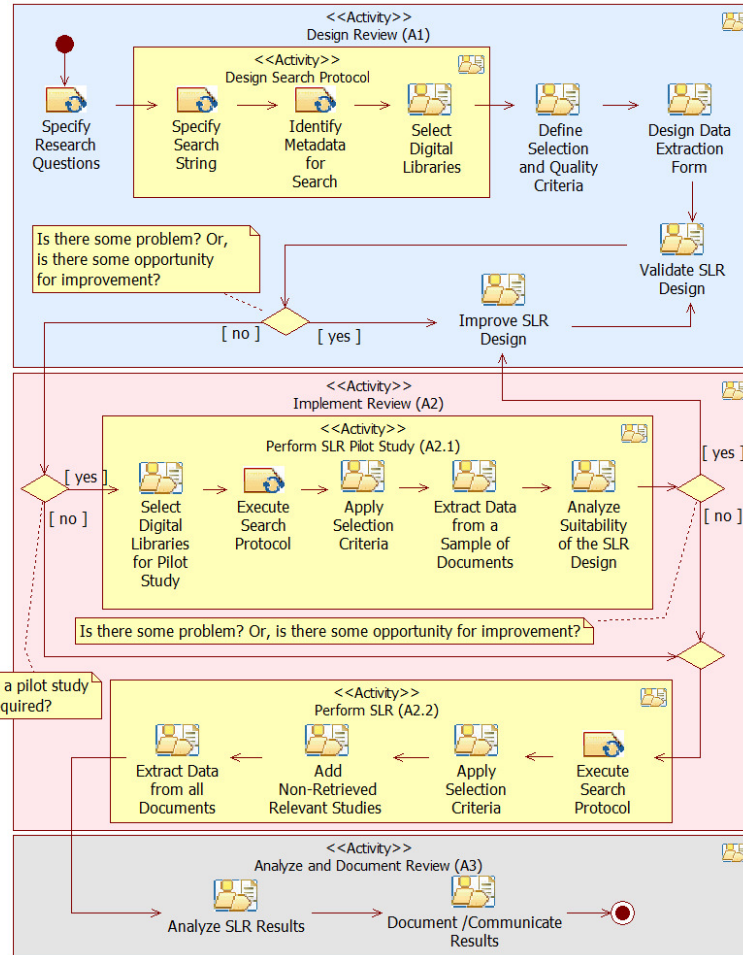 <<Activity>>
Design Review (A1)
<<Activity>>
Design Search Protocol
Specify
Research
Questions
Specify
Search
String
Identify
Metadata
for
Search
Select
Digital
Libraries
Define
Selection
and Quality
Criteria
Design Data
Extraction
Form
Is there some problem? Or,
is there some opportunity
for improvement?
Validate SLR
Design
Improve SLR
Design
[ no ]
[ yes ]
<<Activity>>
Implement Review (A2)
<<Activity>>
Perform SLR Pilot Study (A2.1)
[ yes ]
[ no ]
Select
Digital
Libraries
for Pilot
Study
Execute
Search
Protocol
Apply
Selection
Criteria
Extract Data
from a
Sample of
Documents
Analyze
Suitability
of the SLR
Design
[ yes ]
[ no ]
Is there some problem? Or, is there some opportunity for improvement?
a pilot study
quired?
<<Activity>>
Perform SLR (A2.2)
Extract Data
from all
Documents
Add
Non-Retrieved
Relevant Studies
Apply
Selection
Criteria
Execute
Search
Protocol
<<Activity>>
Analyze and Document Review (A3)
Analyze SLR Results
Document /Communicate
Results